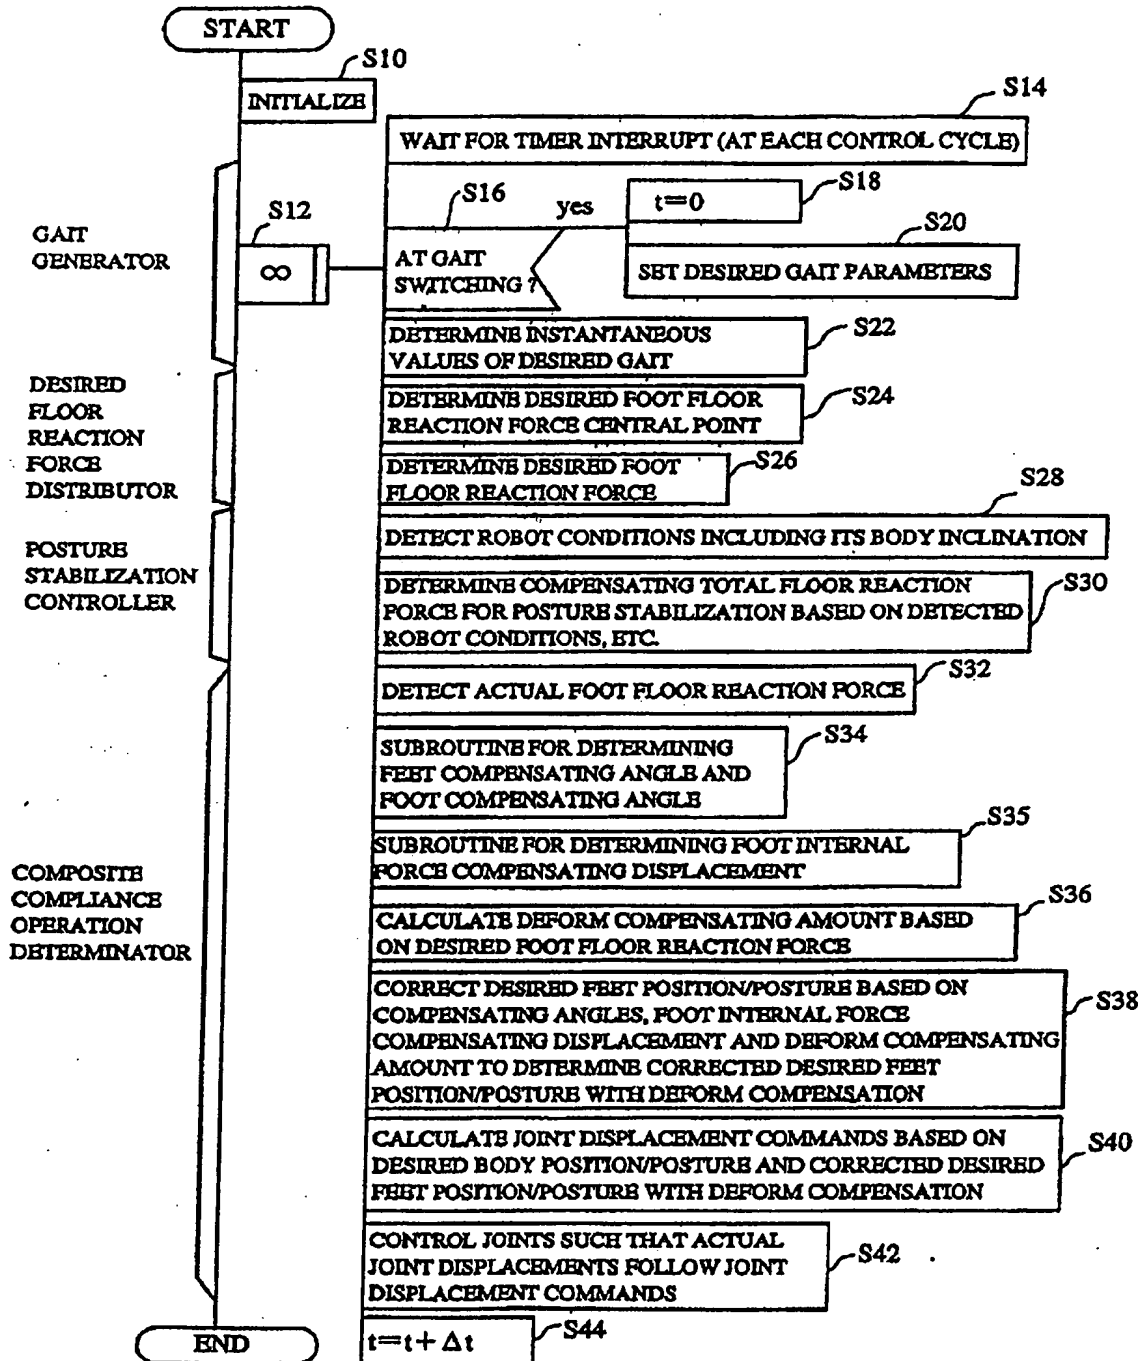 START
S10
INITIALIZE
S14
WAIT FOR TIMER INTERRUPT (AT EACH CONTROL CYCLE)
S12
∞
S16
AT GAIT
SWITCHING ?
yes
S18
t=0
S20
SET DESIRED GAIT PARAMETERS
GAIT
GENERATOR
S22
DETERMINE INSTANTANEOUS
VALUES OF DESIRED GAIT
DESIRED
FLOOR
REACTION
FORCE
DISTRIBUTOR
S24
DETERMINE DESIRED FOOT FLOOR
REACTION FORCE CENTRAL POINT
S26
DETERMINE DESIRED FOOT
FLOOR REACTION FORCE
POSTURE
STABILIZATION
CONTROLLER
S28
DETECT ROBOT CONDITIONS INCLUDING ITS BODY INCLINATION
S30
DETERMINE COMPENSATING TOTAL FLOOR REACTION
FORCE FOR POSTURE STABILIZATION BASED ON DETECTED
ROBOT CONDITIONS, ETC.
COMPOSITE
COMPLIANCE
OPERATION
DETERMINATOR
S32
DETECT ACTUAL FOOT FLOOR REACTION FORCE
S34
SUBROUTINE FOR DETERMINING
FEET COMPENSATING ANGLE AND
FOOT COMPENSATING ANGLE
S35
SUBROUTINE FOR DETERMINING FOOT INTERNAL
FORCE COMPENSATING DISPLACEMENT
S36
CALCULATE DEFORM COMPENSATING AMOUNT BASED
ON DESIRED FOOT FLOOR REACTION FORCE
S38
CORRECT DESIRED FEET POSITION/POSTURE BASED ON
COMPENSATING ANGLES, FOOT INTERNAL FORCE
COMPENSATING DISPLACEMENT AND DEFORM COMPENSATING
AMOUNT TO DETERMINE CORRECTED DESIRED FEET
POSITION/POSTURE WITH DEFORM COMPENSATION
S40
CALCULATE JOINT DISPLACEMENT COMMANDS BASED ON
DESIRED BODY POSITION/POSTURE AND CORRECTED DESIRED
FEET POSITION/POSTURE WITH DEFORM COMPENSATION
S42
CONTROL JOINTS SUCH THAT ACTUAL
JOINT DISPLACEMENTS FOLLOW JOINT
DISPLACEMENT COMMANDS
S44
t=t+Δt
END